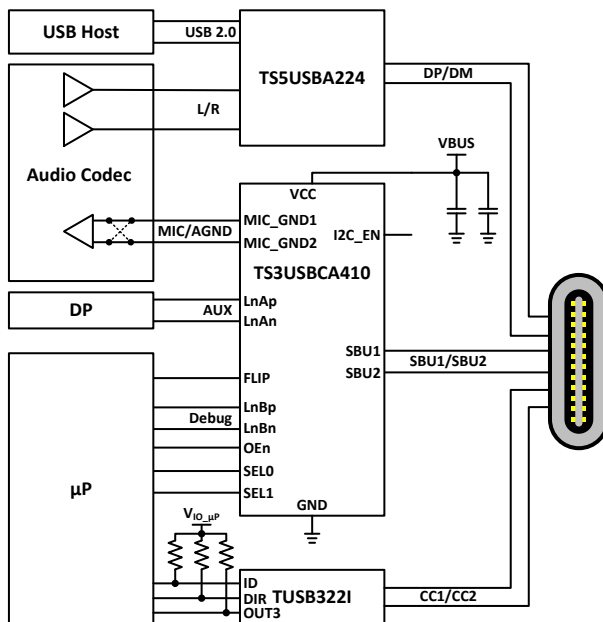 USB Host
USB 2.0
TS5USBA224
DP/DM
L/R
Audio Codec
VBUS
VCC
MIC_GND1
MIC/AGND
MIC_GND2
I2C_EN
TS3USBCA410
DP
AUX
LnAp
LnAn
SBU1
SBU2
SBU1/SBU2
FLIP
LnBp
Debug
LnBn
OEn
SEL0
SEL1
µP
GND
VIO_µP
ID
DIR
OUT3
TUSB322I
CC1/CC2